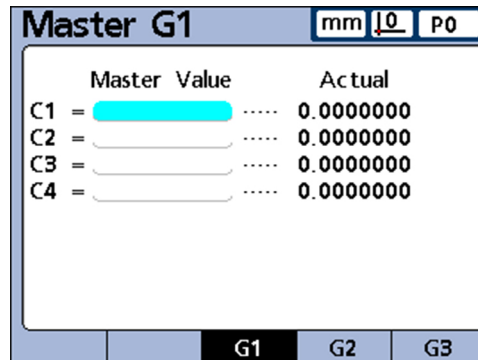 Master G1 mm 0 P0
Master Value Actual
C1 = ..... 0.0000000
C2 = ..... 0.0000000
C3 = ..... 0.0000000
C4 = ..... 0.0000000
G1 G2 G3